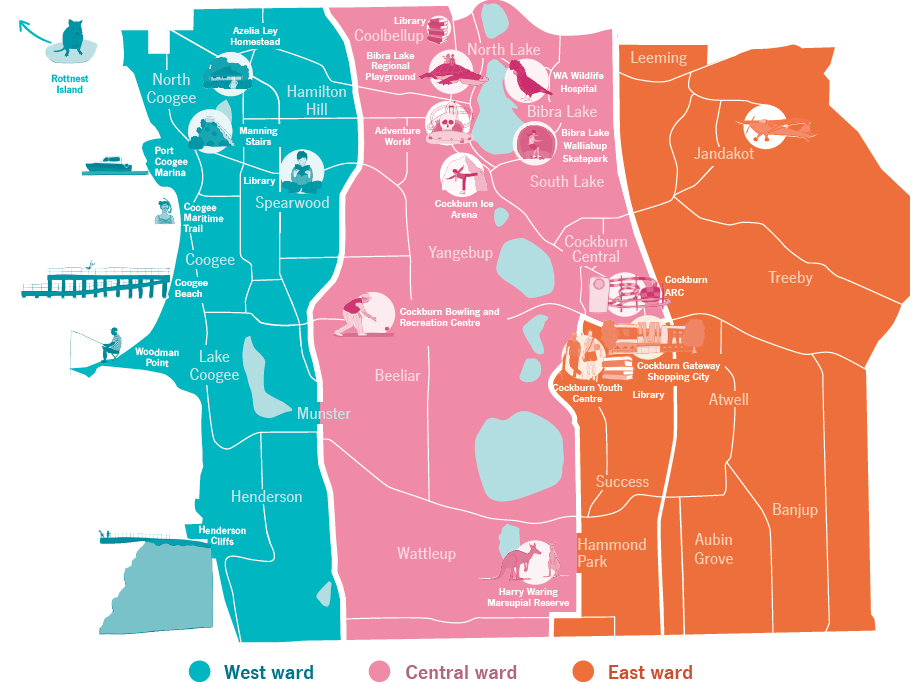 Rottnest
Island
Azelia Ley
Homestead
North
Coogee
Hamilton
Hill
Manning
Stairs
Port
Coogee
Marina
Library
Spearwood
Coogee
Maritime
Trail
Coogee
Coogee
Beach
Woodman
Point
Lake
Coogee
Munster
Henderson
Henderson
Cliffs
Library
Coolbellup
North Lake
Bibra Lake
Regional
Playground
WA Wildlife
Hospital
Bibra Lake
Adventure
World
Bibra Lake
Walliabup
Skatepark
South Lake
Cockburn Ice
Arena
Yangebup
Cockburn
Central
Cockburn
ARC
Cockburn Bowling and
Recreation Centre
Beeliar
Wattleup
Harry Waring
Marsupial Reserve
Leeming
Jandakot
Treeby
Cockburn Gateway
Shopping City
Cockburn Youth
Centre
Library
Atwell
Success
Banjup
Hammond
Park
Aubin
Grove
West ward
Central ward
East ward